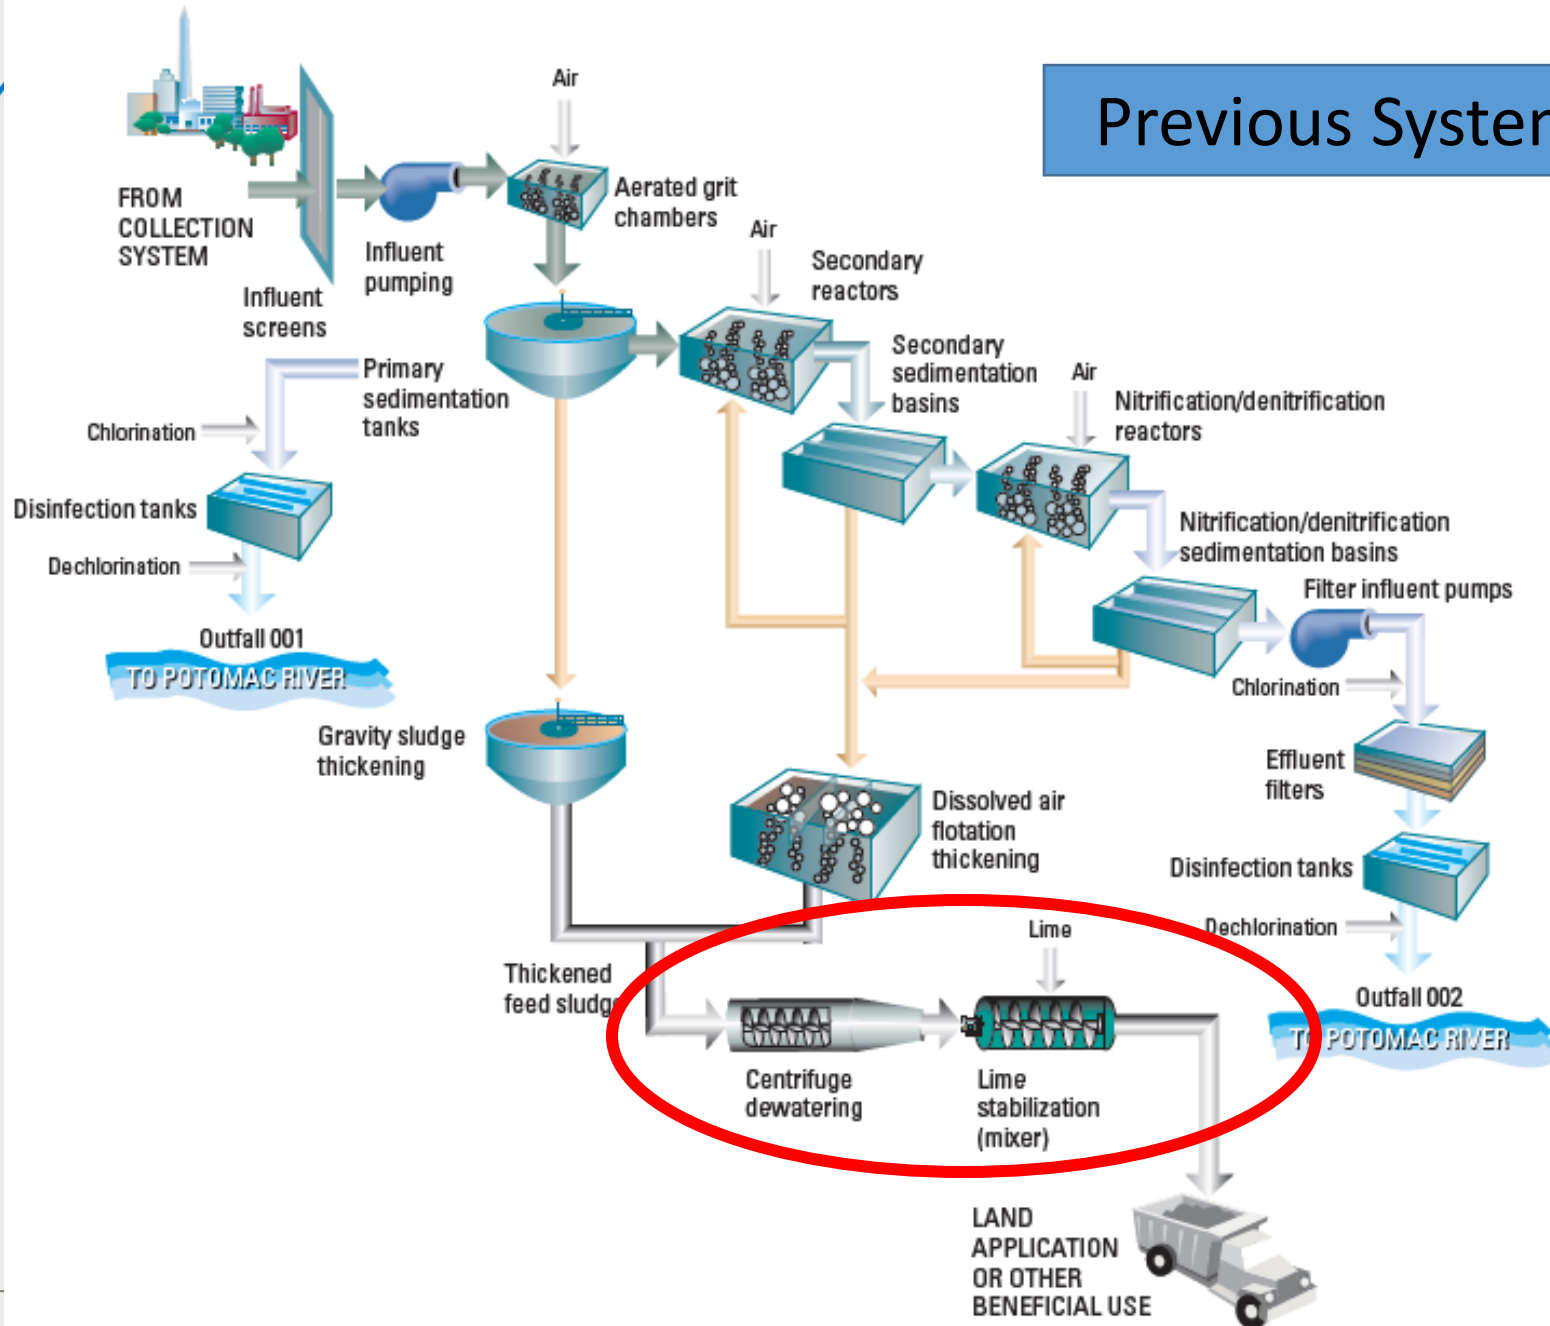 Previous System
Air
FROM
COLLECTION
SYSTEM
Influent
screens
Influent
pumping
Aerated grit
chambers
Air
Secondary
reactors
Primary
sedimentation
tanks
Secondary
sedimentation
basins
Air
Nitrification/denitrification
reactors
Chlorination
Disinfection tanks
Dechlorination
Outfall 001
TO POTOMAC RIVER
Nitrification/denitrification
sedimentation basins
Filter influent pumps
Chlorination
Gravity sludge
thickening
Effluent
filters
Dissolved air
flotation
thickening
Disinfection tanks
Dechlorination
Outfall 002
TO POTOMAC RIVER
Thickened
feed sludge
Lime
Centrifuge
dewatering
Lime
stabilization
(mixer)
LAND
APPLICATION
OR OTHER
BENEFICIAL USE